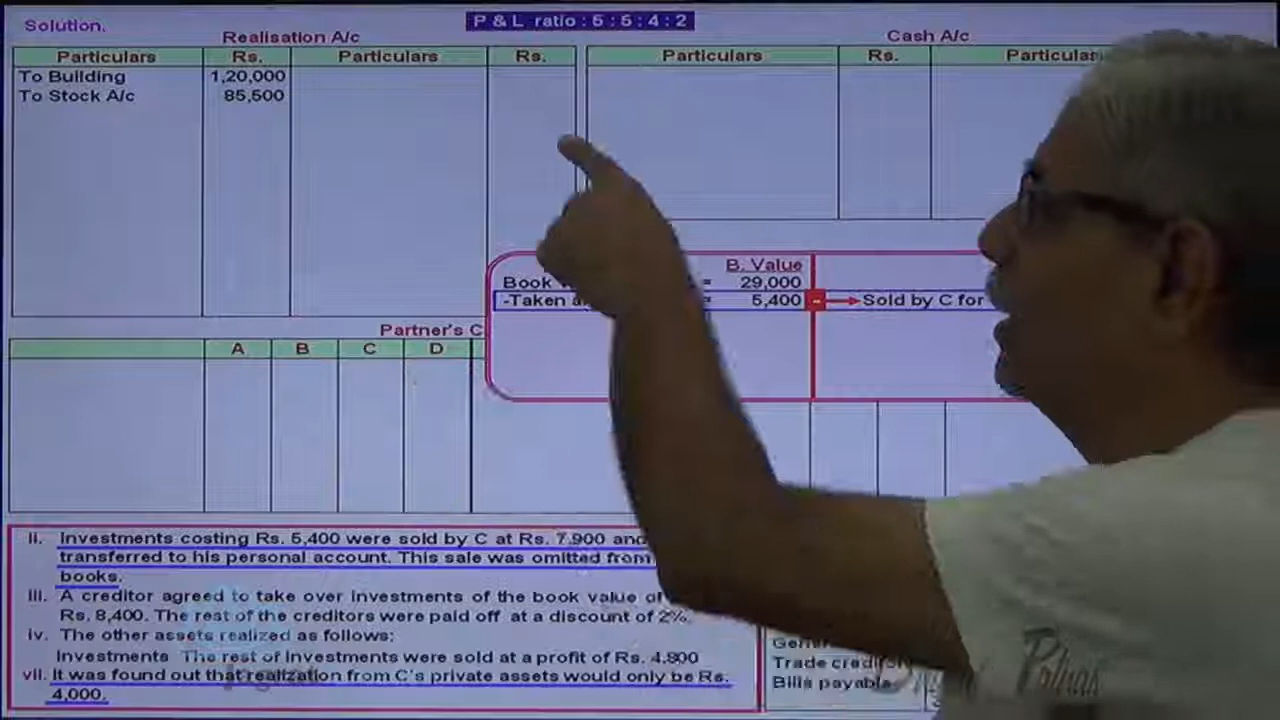 Solution.
P & L ratio : 5 : 5 : 4 : 2
Realisation A/c
Cash A/c
Particulars Rs. Particulars Rs.
Particulars Rs. Particulars
To Building 1,20,000
To Stock A/c 85,500
B. Value
Book = 29,000
-Taken = 5,400 - Sold by C for
Partner's C
A B C D
ii. Investments costing Rs. 5,400 were sold by C at Rs. 7,900 and
transferred to his personal account. This sale was omitted from
books.
iii. A creditor agreed to take over Investments of the book value of
Rs. 8,400. The rest of the creditors were paid off at a discount of 2%.
iv. The other assets realized as follows:
Investments The rest of Investments were sold at a profit of Rs. 4,800
vii. It was found out that realization from C's private assets would only be Rs.
4,000.
Trade
Bills payable